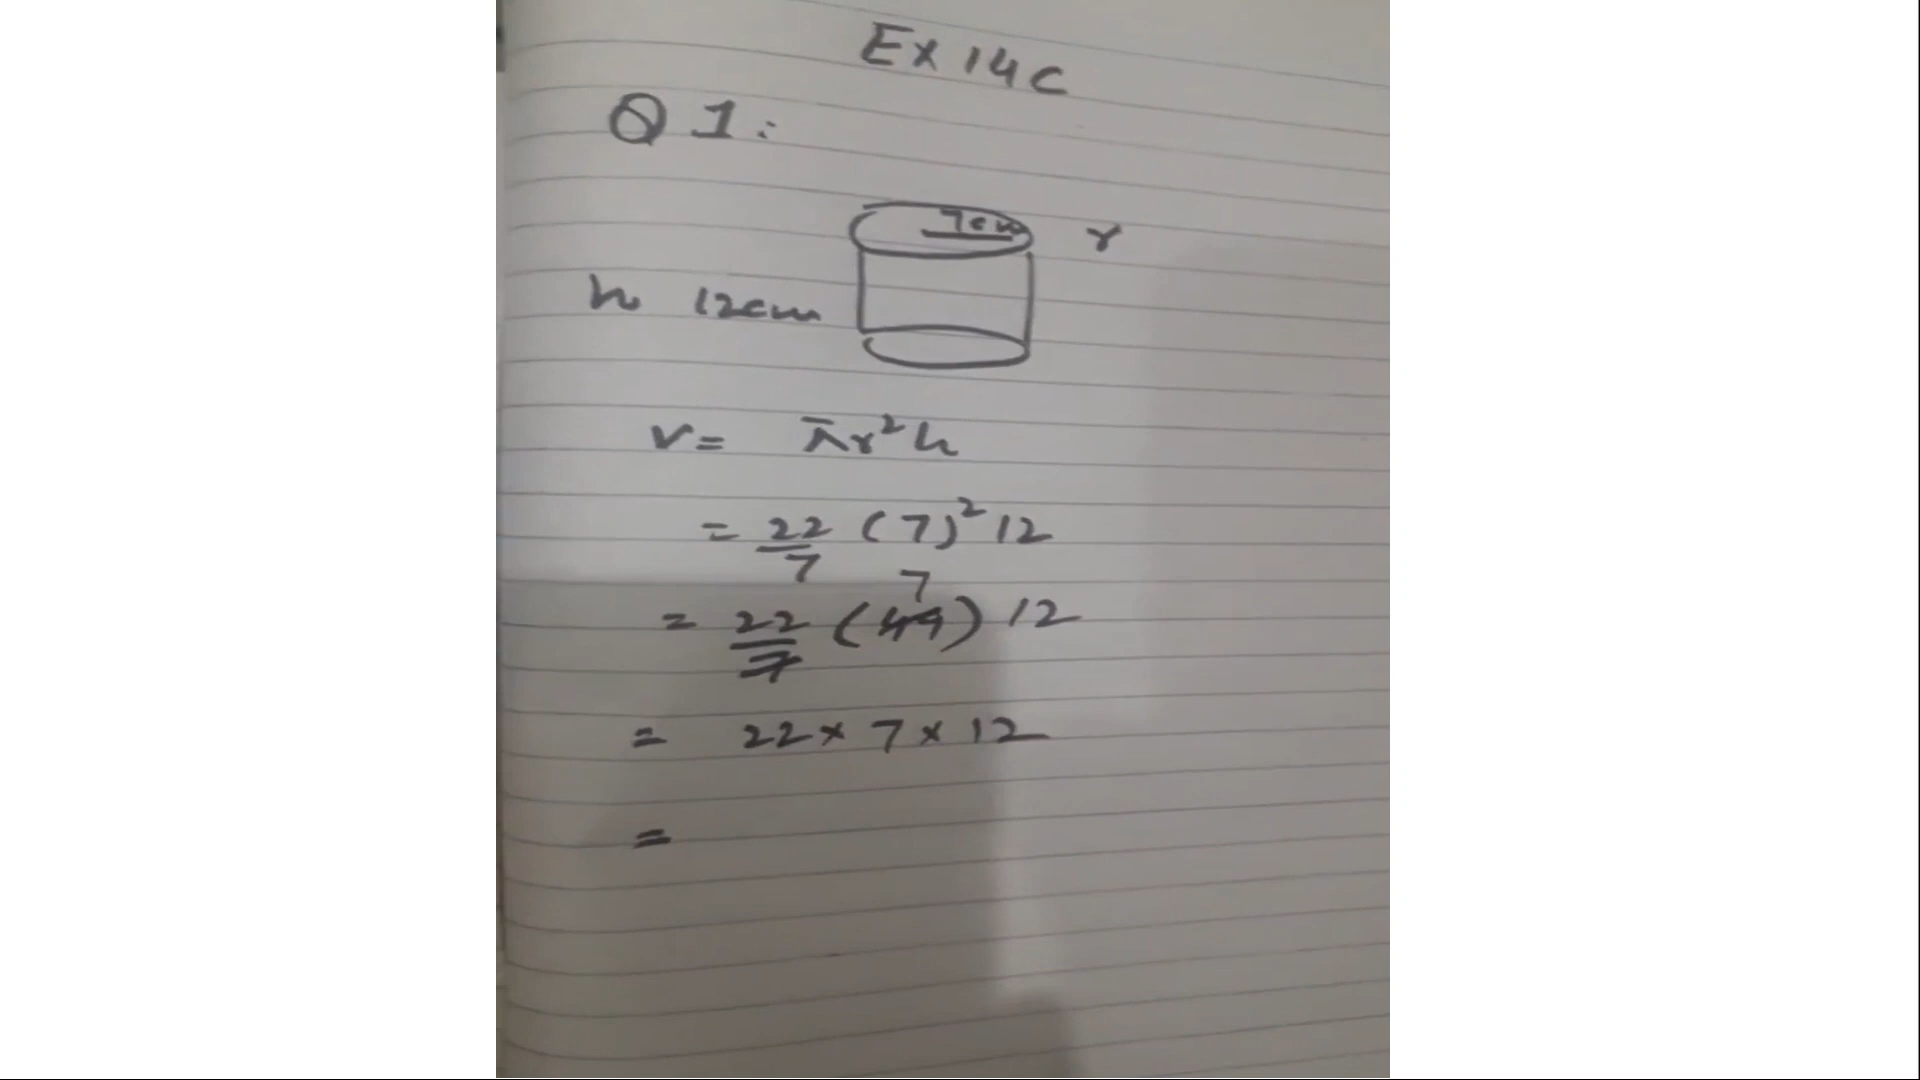 Ex 14C
Q 1:
7cm r
h 12cm
V = πr²h
= 22/7 (7)² 12
7
= 22/7 (49) 12
= 22 × 7 × 12
=